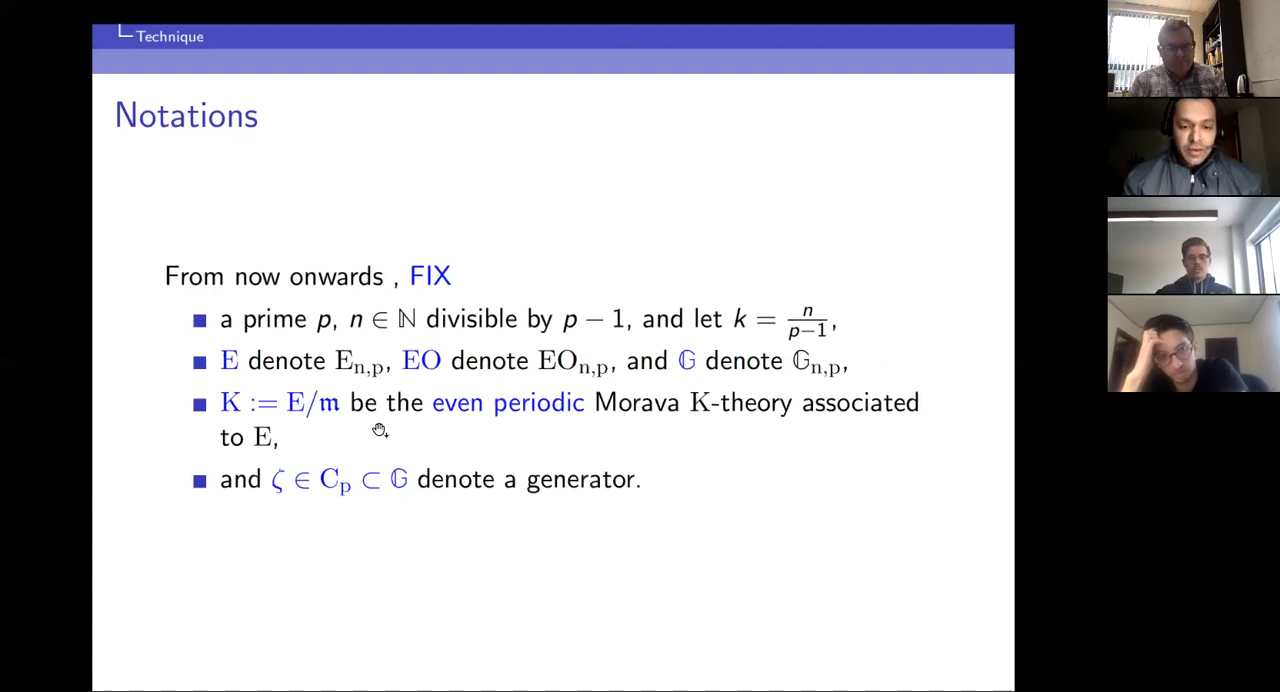 Technique
Notations
From now onwards , FIX
a prime p, n ∈ ℕ divisible by p − 1, and let k = n/(p−1),
E denote E_{n,p}, EO denote EO_{n,p}, and 𝔾 denote 𝔾_{n,p},
K := E/𝔪 be the even periodic Morava K-theory associated
to E,
and ζ ∈ C_p ⊂ 𝔾 denote a generator.